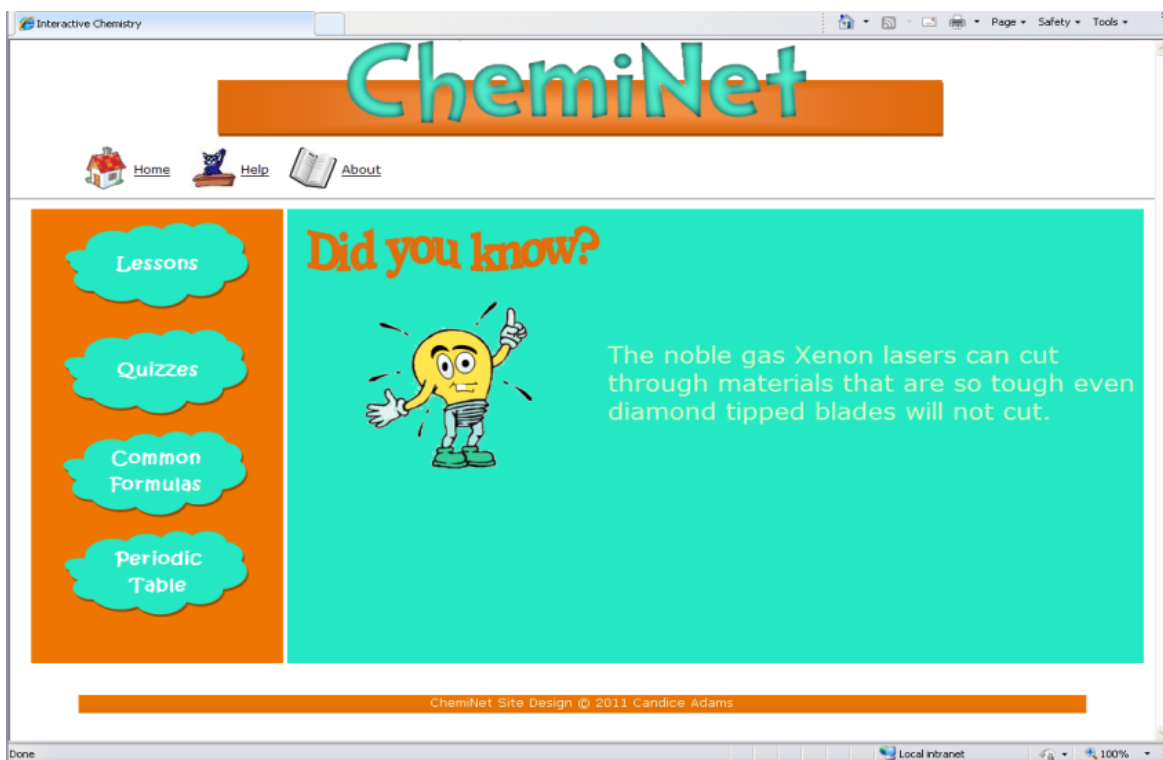 Interactive Chemistry
Page Safety Tools
ChemiNet
Home Help About
Lessons
Quizzes
Common
Formulas
Periodic
Table
Did you know?
The noble gas Xenon lasers can cut
through materials that are so tough even
diamond tipped blades will not cut.
ChemiNet Site Design © 2011 Candice Adams
Done Local intranet 100%